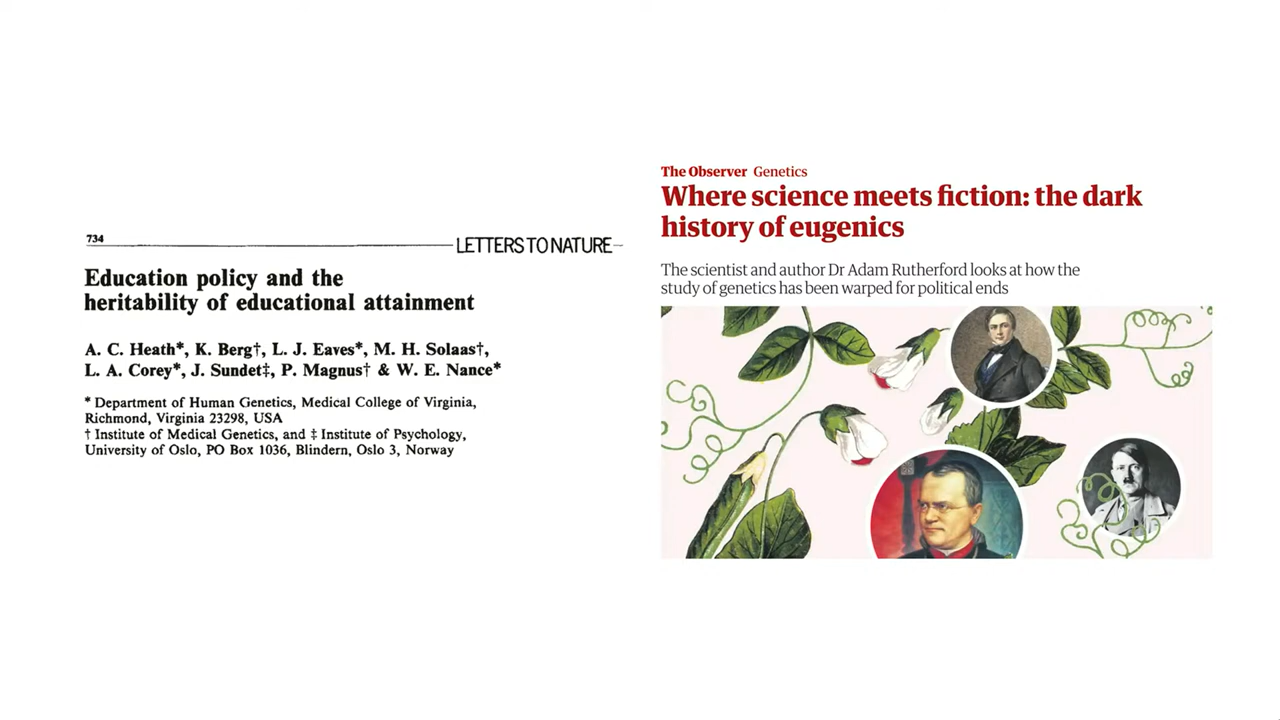 734
LETTERS TO NATURE
Education policy and the
heritability of educational attainment
A. C. Heath*, K. Berg†, L. J. Eaves*, M. H. Solaas†,
L. A. Corey*, J. Sundet‡, P. Magnus† & W. E. Nance*
* Department of Human Genetics, Medical College of Virginia,
Richmond, Virginia 23298, USA
† Institute of Medical Genetics, and ‡ Institute of Psychology,
University of Oslo, PO Box 1036, Blindern, Oslo 3, Norway
The Observer Genetics
Where science meets fiction: the dark
history of eugenics
The scientist and author Dr Adam Rutherford looks at how the
study of genetics has been warped for political ends